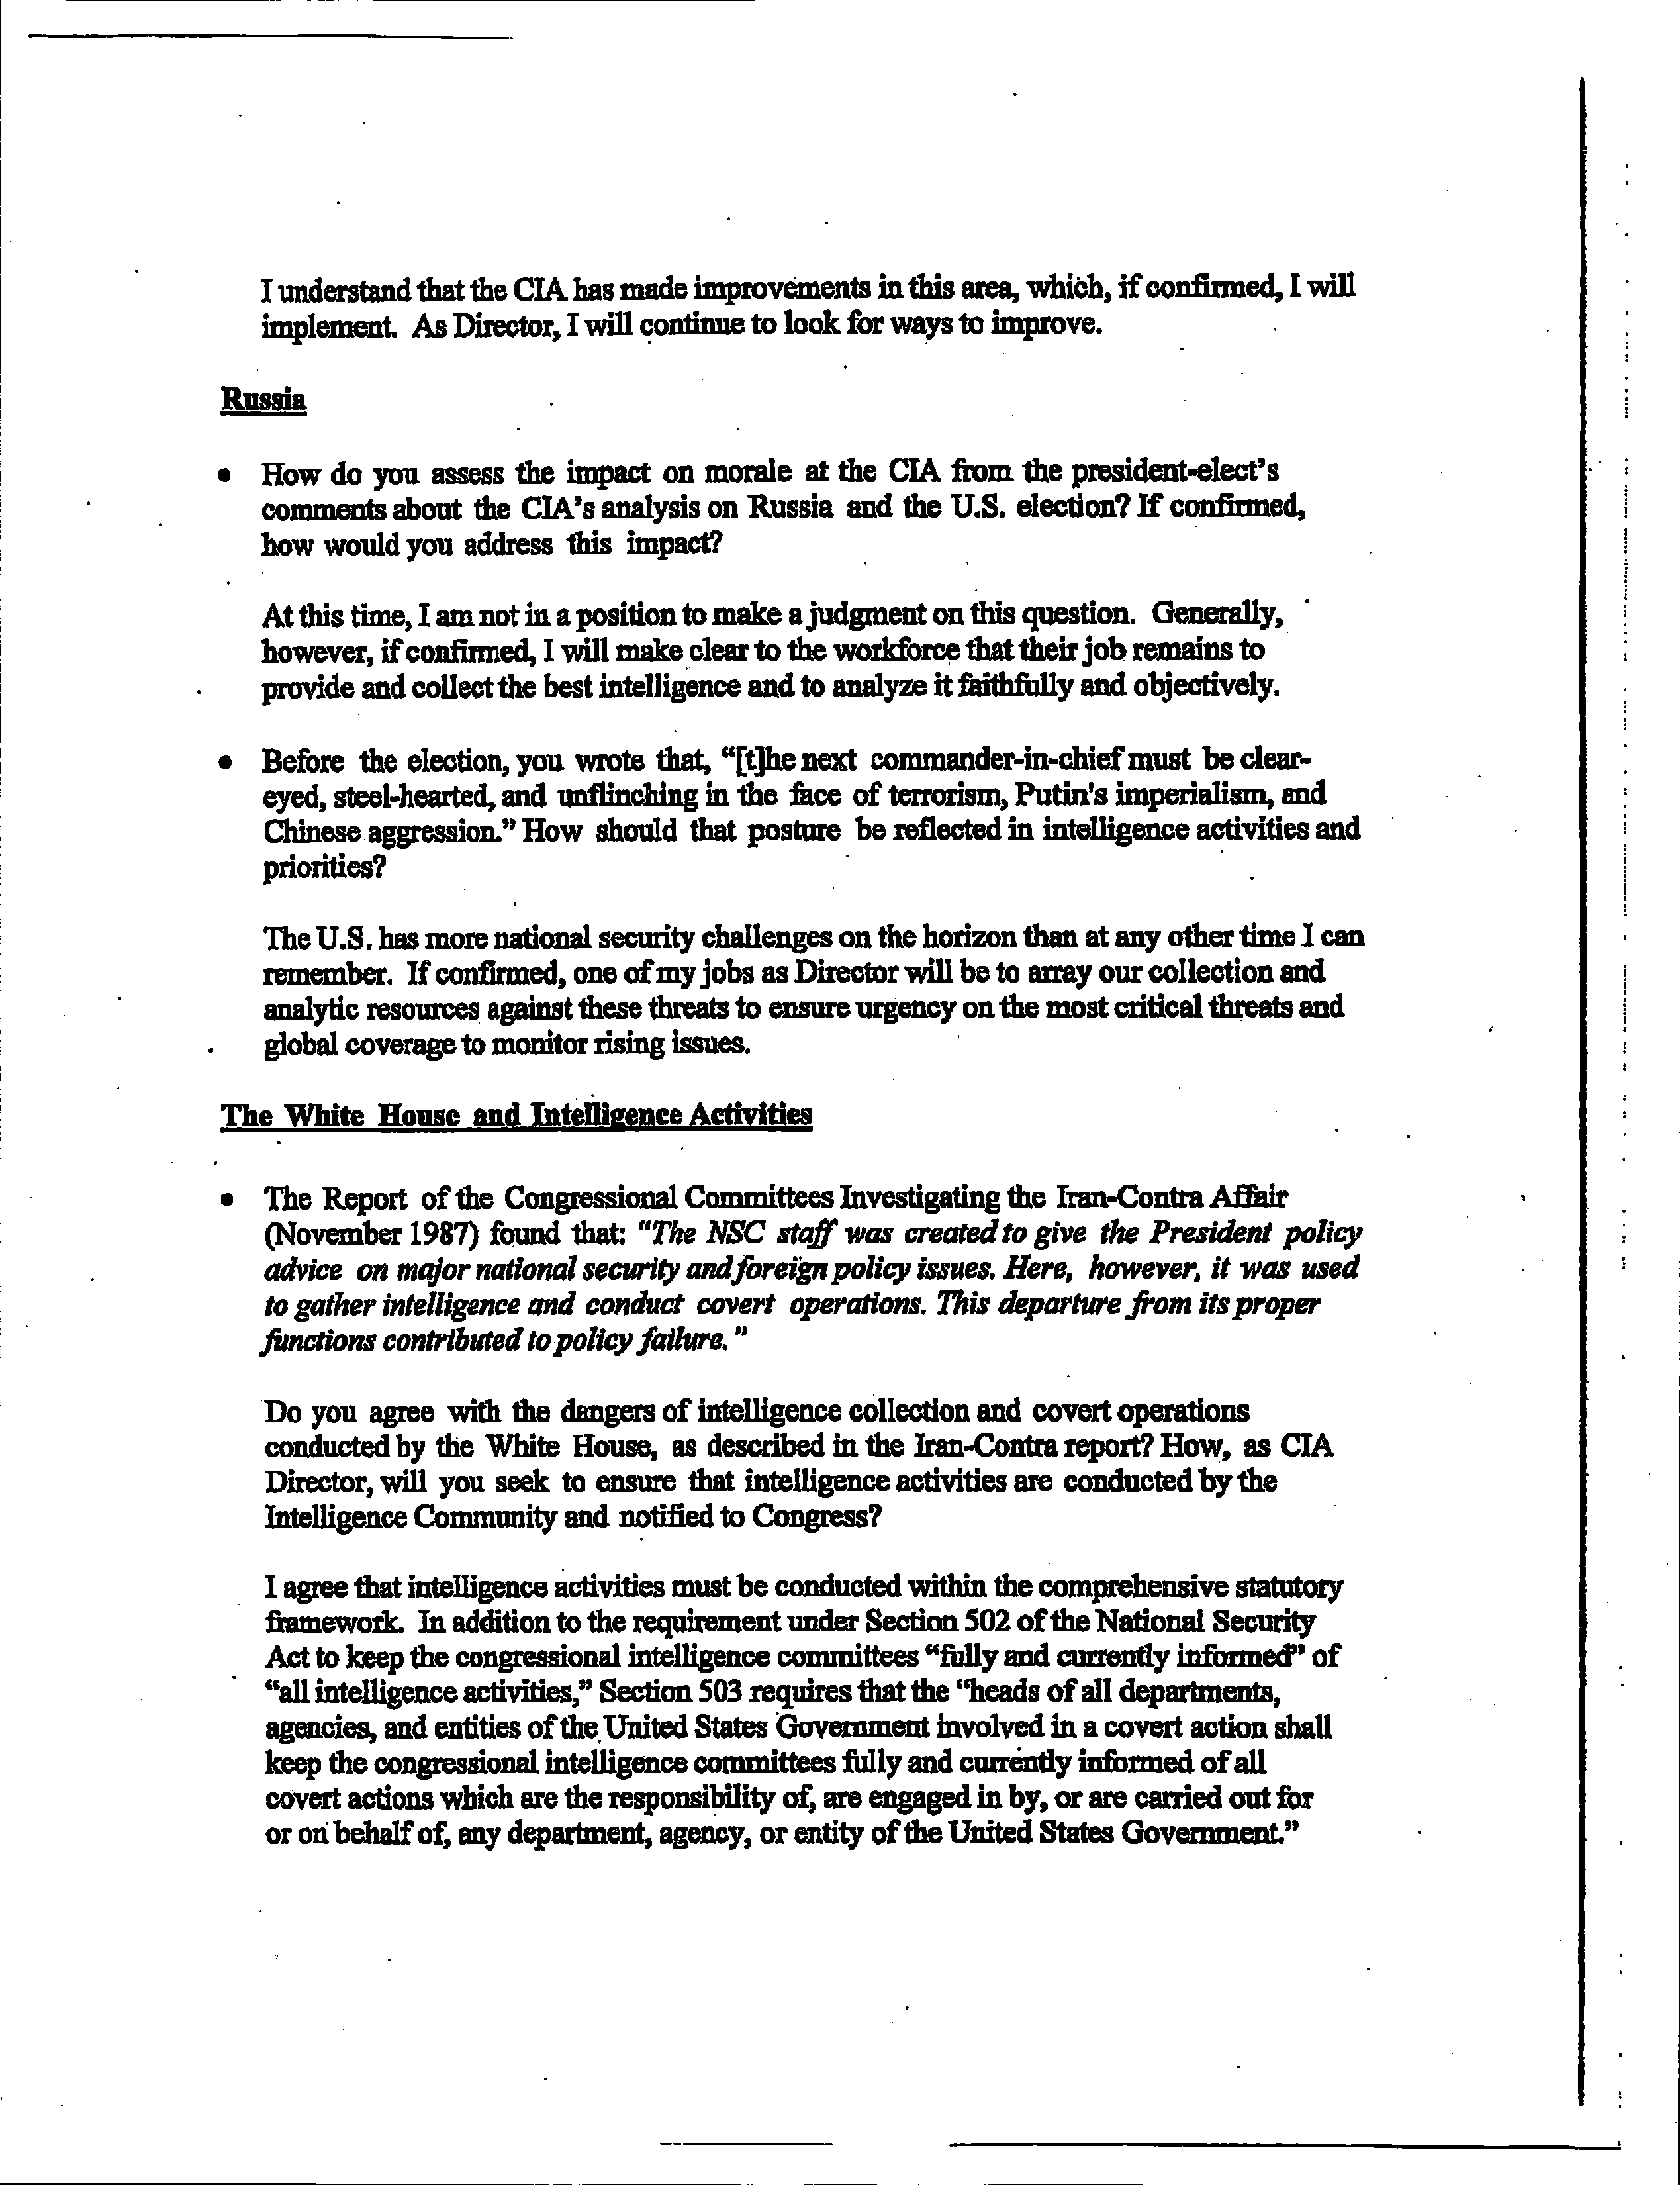 I understand that the CIA has made improvements in this area, which, if confirmed, I will
implement. As Director, I will continue to look for ways to improve.
Russia
• How do you assess the impact on morale at the CIA from the president-elect's
comments about the CIA's analysis on Russia and the U.S. election? If confirmed,
how would you address this impact?
At this time, I am not in a position to make a judgment on this question. Generally,
however, if confirmed, I will make clear to the workforce that their job remains to
provide and collect the best intelligence and to analyze it faithfully and objectively.
• Before the election, you wrote that, “[t]he next commander-in-chief must be clear-
eyed, steel-hearted, and unflinching in the face of terrorism, Putin's imperialism, and
Chinese aggression.” How should that posture be reflected in intelligence activities and
priorities?
The U.S. has more national security challenges on the horizon than at any other time I can
remember. If confirmed, one of my jobs as Director will be to array our collection and
analytic resources against these threats to ensure urgency on the most critical threats and
global coverage to monitor rising issues.
The White House and Intelligence Activities
• The Report of the Congressional Committees Investigating the Iran-Contra Affair
(November 1987) found that: “The NSC staff was created to give the President policy
advice on major national security and foreign policy issues. Here, however, it was used
to gather intelligence and conduct covert operations. This departure from its proper
functions contributed to policy failure.”
Do you agree with the dangers of intelligence collection and covert operations
conducted by the White House, as described in the Iran-Contra report? How, as CIA
Director, will you seek to ensure that intelligence activities are conducted by the
Intelligence Community and notified to Congress?
I agree that intelligence activities must be conducted within the comprehensive statutory
framework. In addition to the requirement under Section 502 of the National Security
Act to keep the congressional intelligence committees “fully and currently informed” of
“all intelligence activities,” Section 503 requires that the “heads of all departments,
agencies, and entities of the United States Government involved in a covert action shall
keep the congressional intelligence committees fully and currently informed of all
covert actions which are the responsibility of, are engaged in by, or are carried out for
or on behalf of, any department, agency, or entity of the United States Government.”